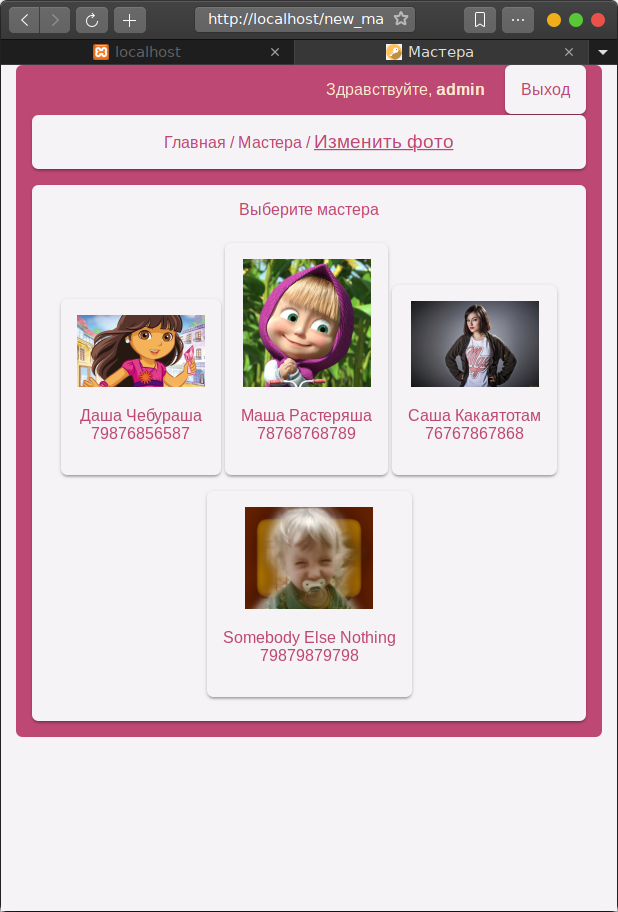 http://localhost/new_ma
localhost
Мастера
Здравствуйте, admin
Выход
Главная / Мастера / Изменить фото
Выберите мастера
Даша Чебураша
79876856587
Маша Растеряша
78768768789
Саша Какаятотам
76767867868
Somebody Else Nothing
79879879798